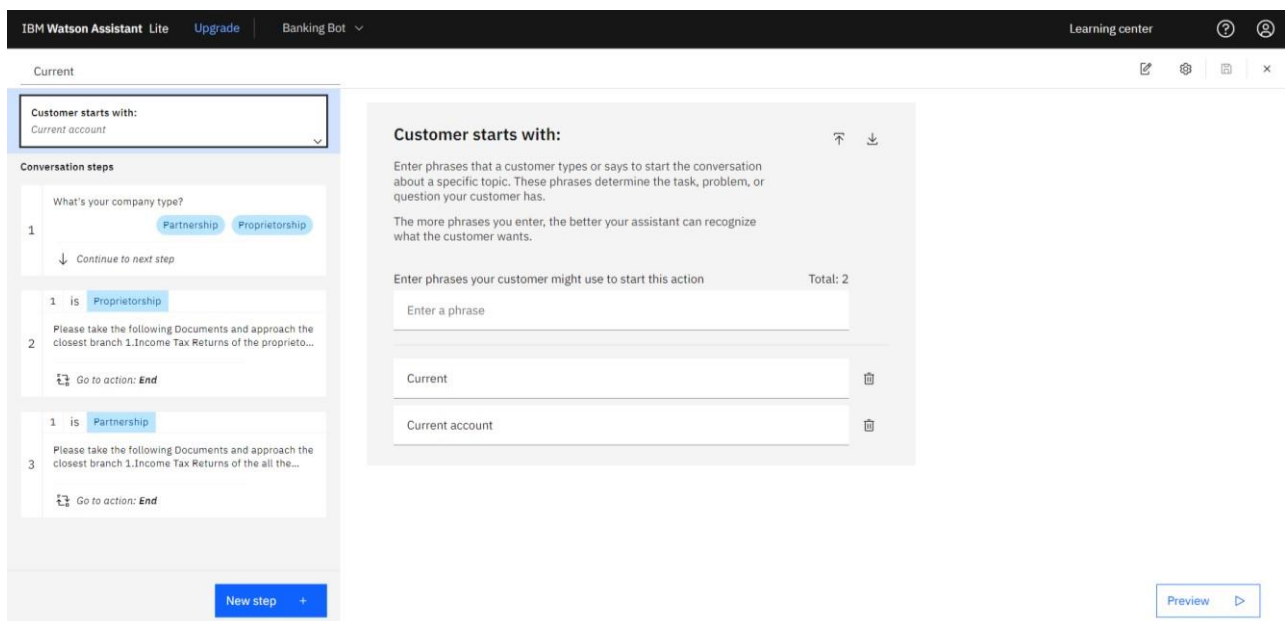 IBM Watson Assistant Lite Upgrade Banking Bot Learning center
Current
Customer starts with:
Current account
Conversation steps
1
What's your company type?
Partnership Proprietorship
Continue to next step
2
1 is Proprietorship
Please take the following Documents and approach the
closest branch 1.Income Tax Returns of the proprieto...
Go to action: End
3
1 is Partnership
Please take the following Documents and approach the
closest branch 1.Income Tax Returns of the all the...
Go to action: End
New step +
Customer starts with:
Enter phrases that a customer types or says to start the conversation
about a specific topic. These phrases determine the task, problem, or
question your customer has.
The more phrases you enter, the better your assistant can recognize
what the customer wants.
Enter phrases your customer might use to start this action Total: 2
Enter a phrase
Current
Current account
Preview